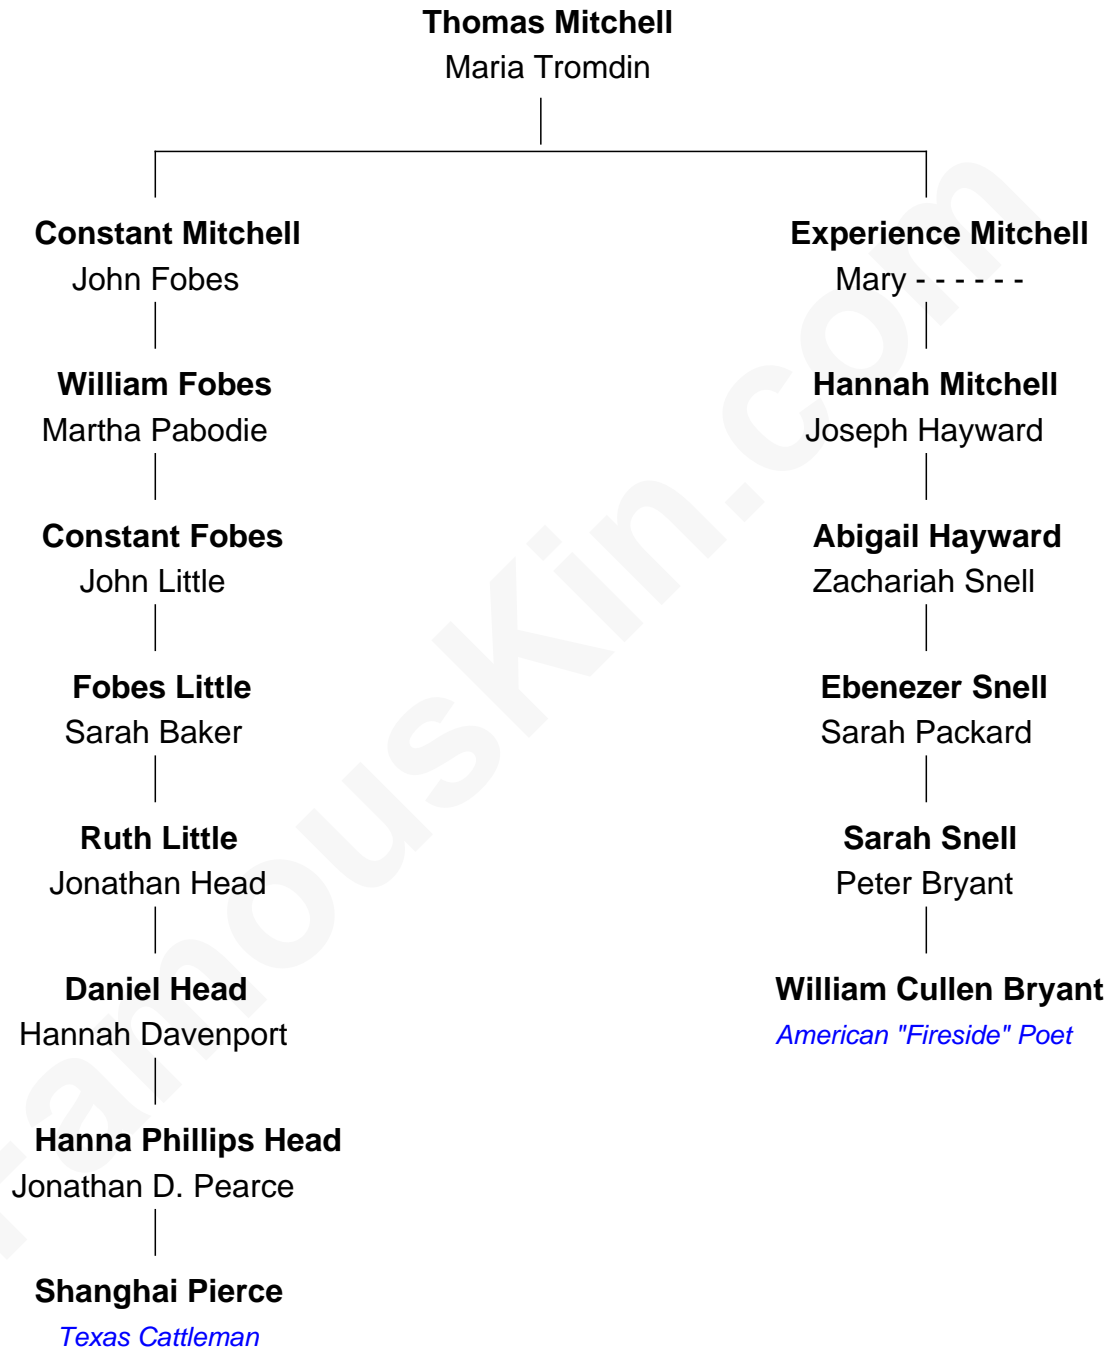 Thomas Mitchell
Maria Tromdin
Constant Mitchell
John Fobes
William Fobes
Martha Pabodie
Constant Fobes
John Little
Fobes Little
Sarah Baker
Ruth Little
Jonathan Head
Daniel Head
Hannah Davenport
Hanna Phillips Head
Jonathan D. Pearce
Shanghai Pierce
Texas Cattleman
Experience Mitchell
Mary - - - - - -
Hannah Mitchell
Joseph Hayward
Abigail Hayward
Zachariah Snell
Ebenezer Snell
Sarah Packard
Sarah Snell
Peter Bryant
William Cullen Bryant
American "Fireside" Poet
FamousKin.com